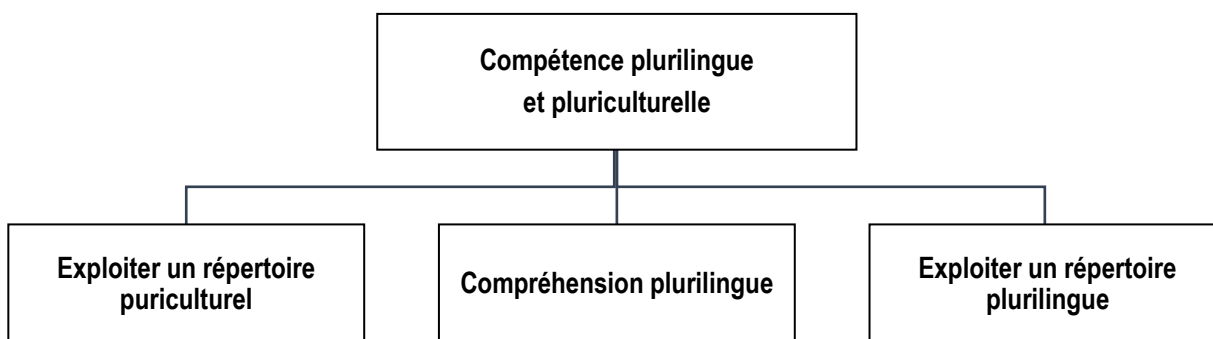 Compétence plurilingue
et pluriculturelle
Exploiter un répertoire
puriculturel
Compréhension plurilingue
Exploiter un répertoire
plurilingue